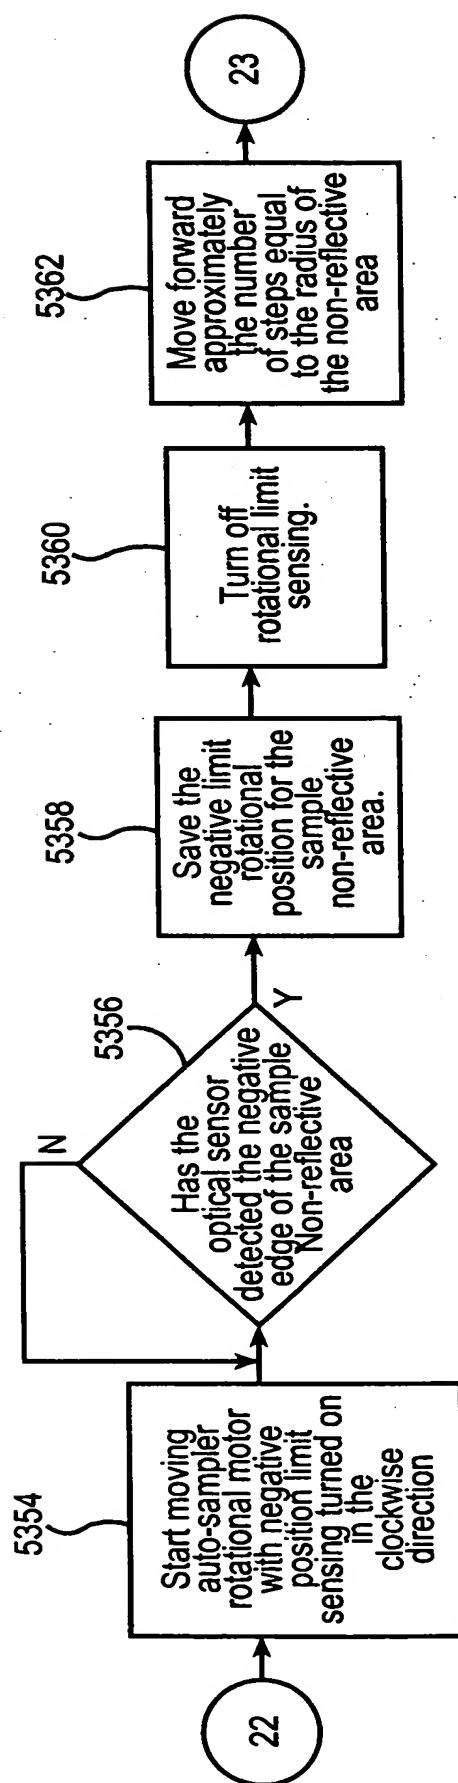 22
5354
Start moving
auto-sampler
rotational motor
with negative
position limit
sensing turned on
in the
clockwise
direction
5356
N
Has the
optical sensor
detected the negative
edge of the sample
Non-reflective
area
Y
5358
Save the
negative limit
rotational
position for the
sample
non-reflective
area.
5360
Turn off
rotational limit
sensing.
5362
Move forward
approximately
the number
of steps equal
to the radius of
the non-reflective
area
23